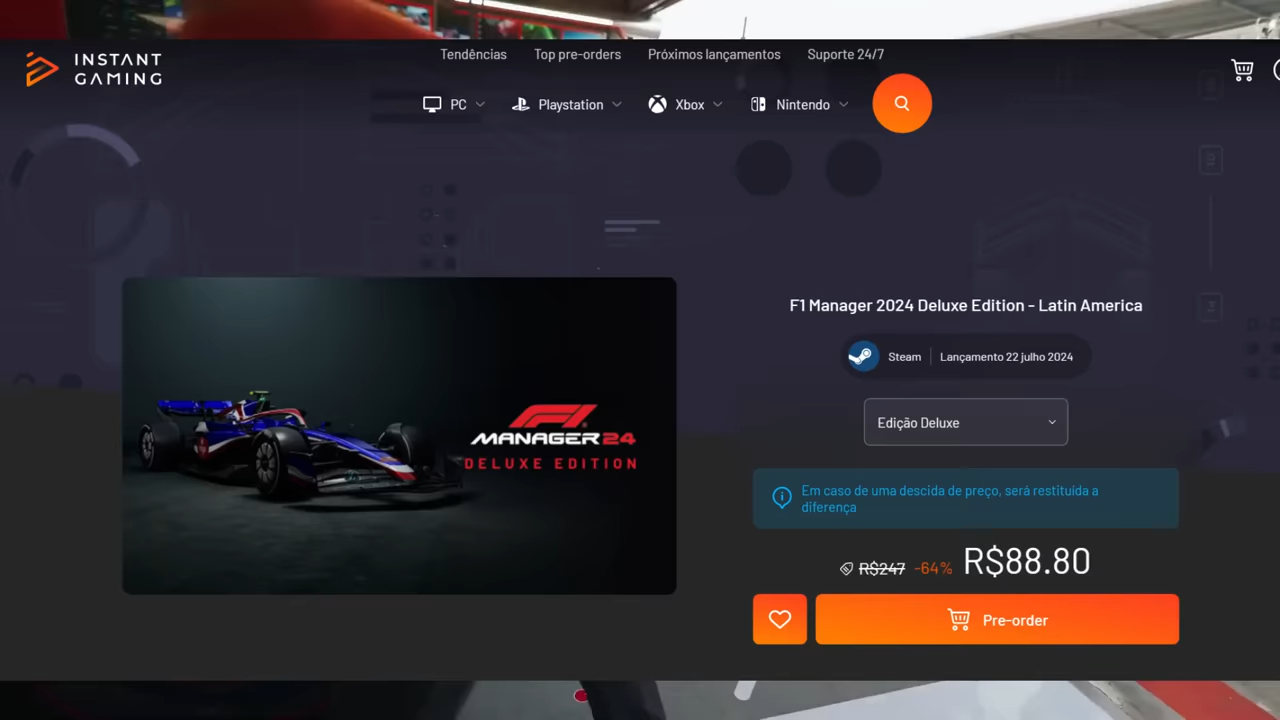 INSTANT
GAMING
Tendências Top pre-orders Próximos lançamentos Suporte 24/7
PC Playstation Xbox Nintendo
F1 Manager 2024 Deluxe Edition - Latin America
Steam Lançamento 22 julho 2024
Edição Deluxe
F1
MANAGER24
DELUXE EDITION
Em caso de uma descida de preço, será restituída a
diferença
R$247 -64% R$88.80
Pre-order